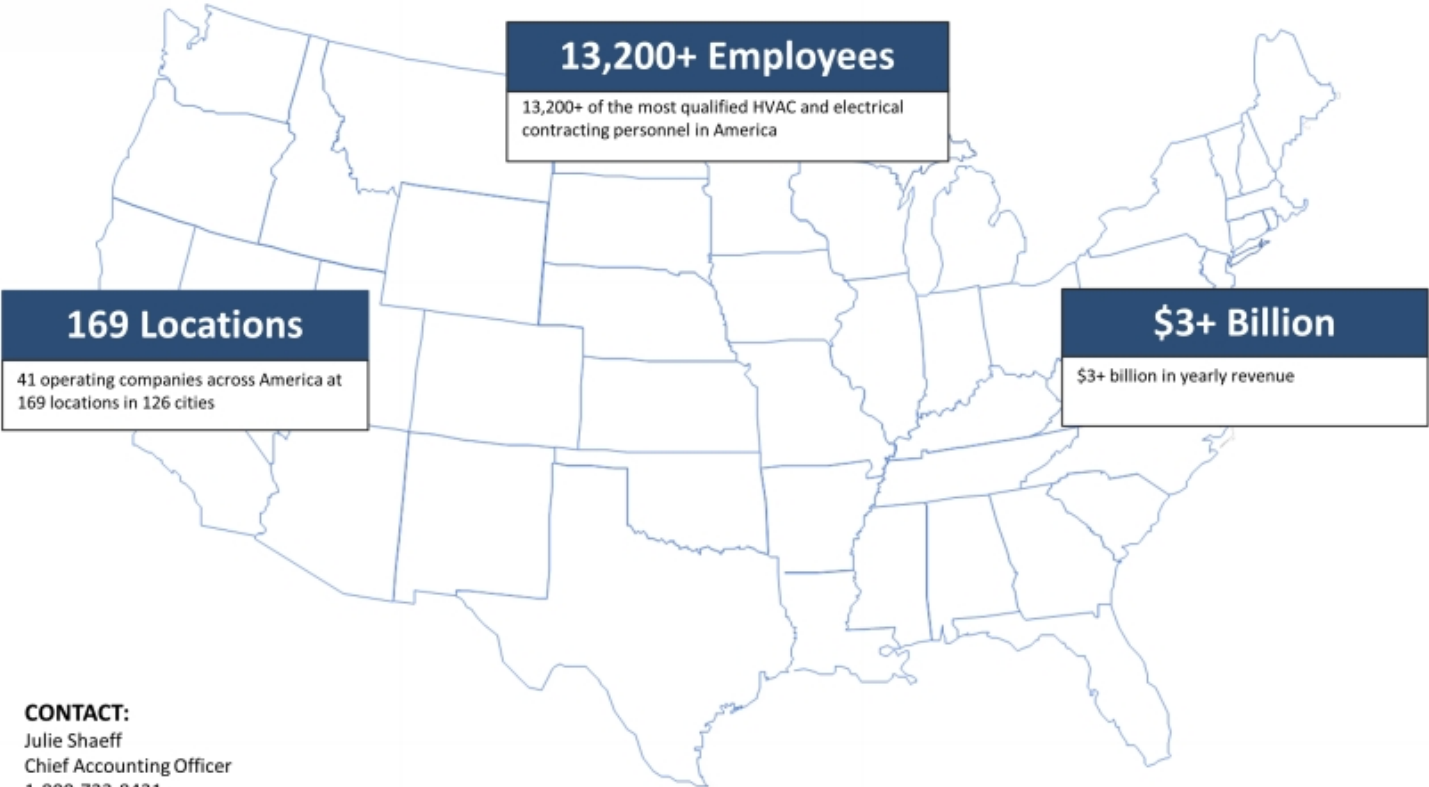 13,200+ Employees
13,200+ of the most qualified HVAC and electrical
contracting personnel in America
169 Locations
41 operating companies across America at
169 locations in 126 cities
$3+ Billion
$3+ billion in yearly revenue
CONTACT:
Julie Shaeff
Chief Accounting Officer